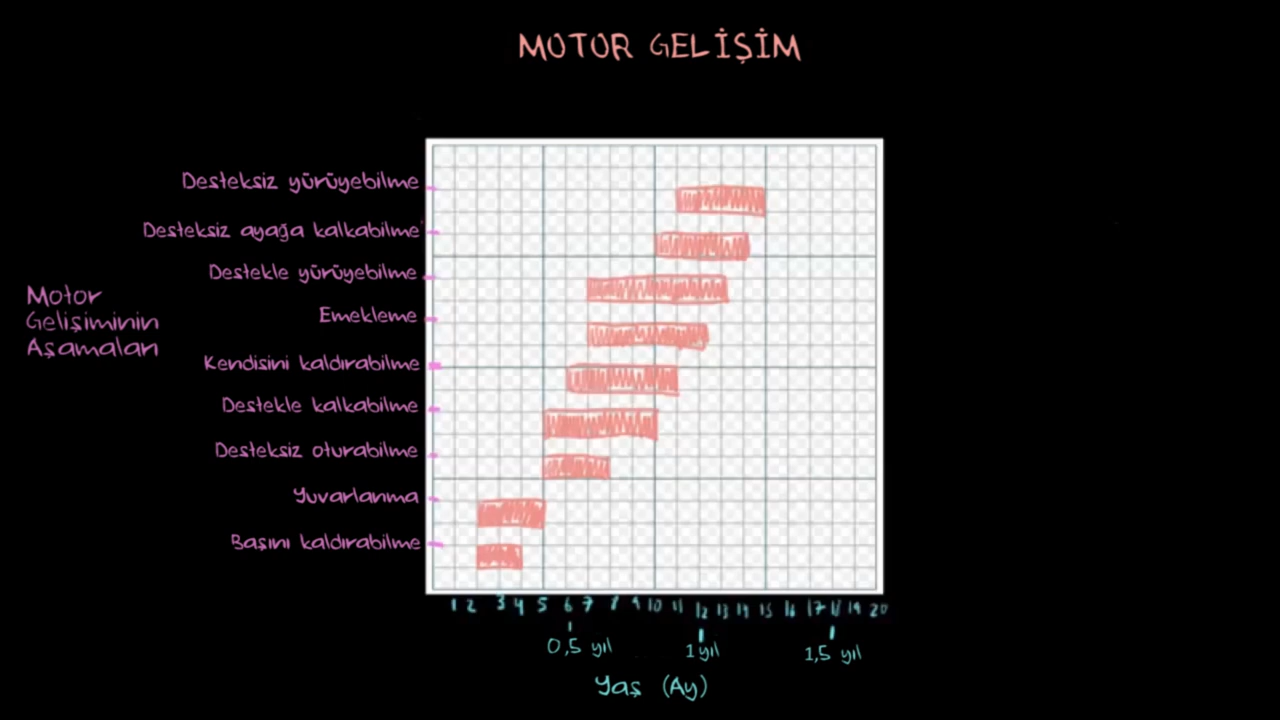 MOTOR GELİŞİM
Desteksiz yürüyebilme
Desteksiz ayağa kalkabilme
Destekle yürüyebilme
Emekleme
Kendisini kaldırabilme
Destekle kalkabilme
Desteksiz oturabilme
Yuvarlanma
Başını kaldırabilme
Motor
Gelişiminin
Aşamaları
1 2 3 4 5 6 7 8 9 10 11 12 13 14 15 16 17 18 19 20
0,5 yıl 1 yıl 1,5 yıl
Yaş (Ay)